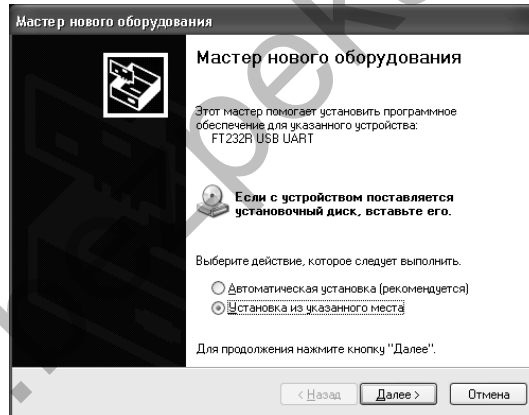 Мастер нового оборудования
Мастер нового оборудования
Этот мастер помогает установить программное
обеспечение для указанного устройства:
FT232R USB UART
Если с устройством поставляется
установочный диск, вставьте его.
Выберите действие, которое следует выполнить.
Автоматическая установка (рекомендуется)
Установка из указанного места
Для продолжения нажмите кнопку "Далее".
< Назад
Далее >
Отмена